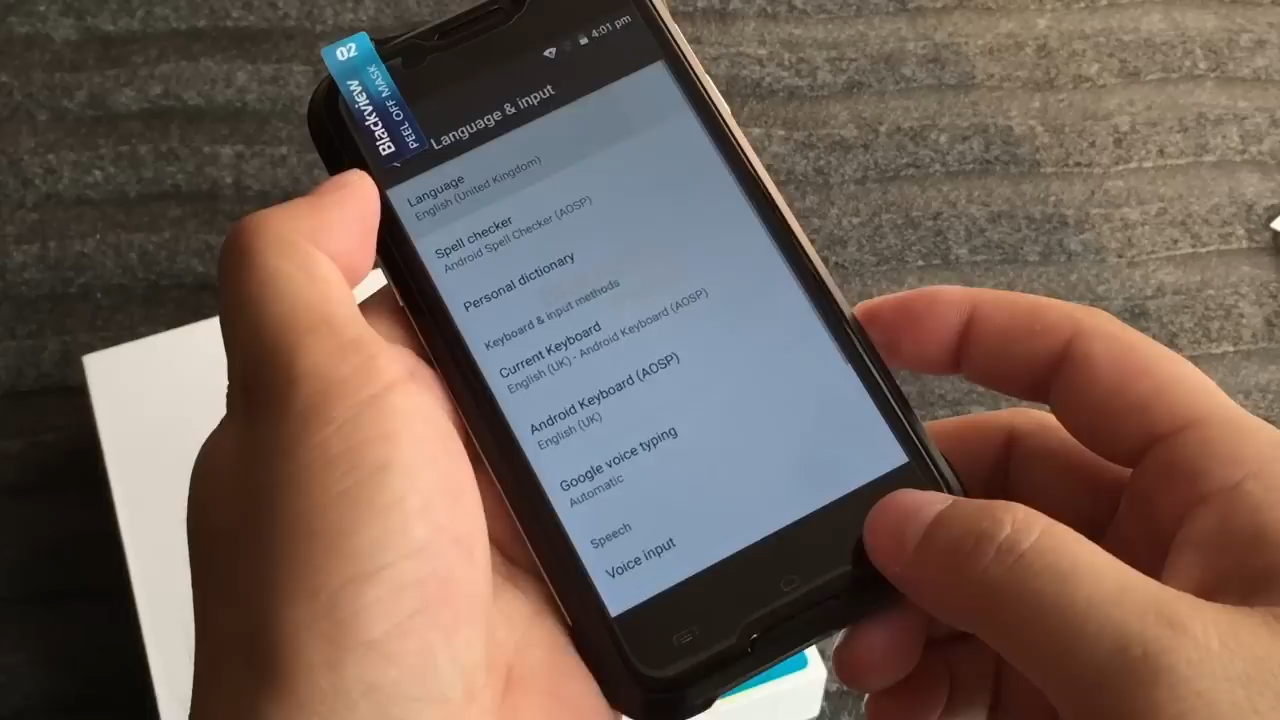 02
Blackview
PEEL OFF MASK
4:01 pm
Language & input
Language
English (United Kingdom)
Spell checker
Android Spell Checker (AOSP)
Personal dictionary
Keyboard & input methods
Current Keyboard
English (UK) - Android Keyboard (AOSP)
Android Keyboard (AOSP)
English (UK)
Google voice typing
Automatic
Speech
Voice input